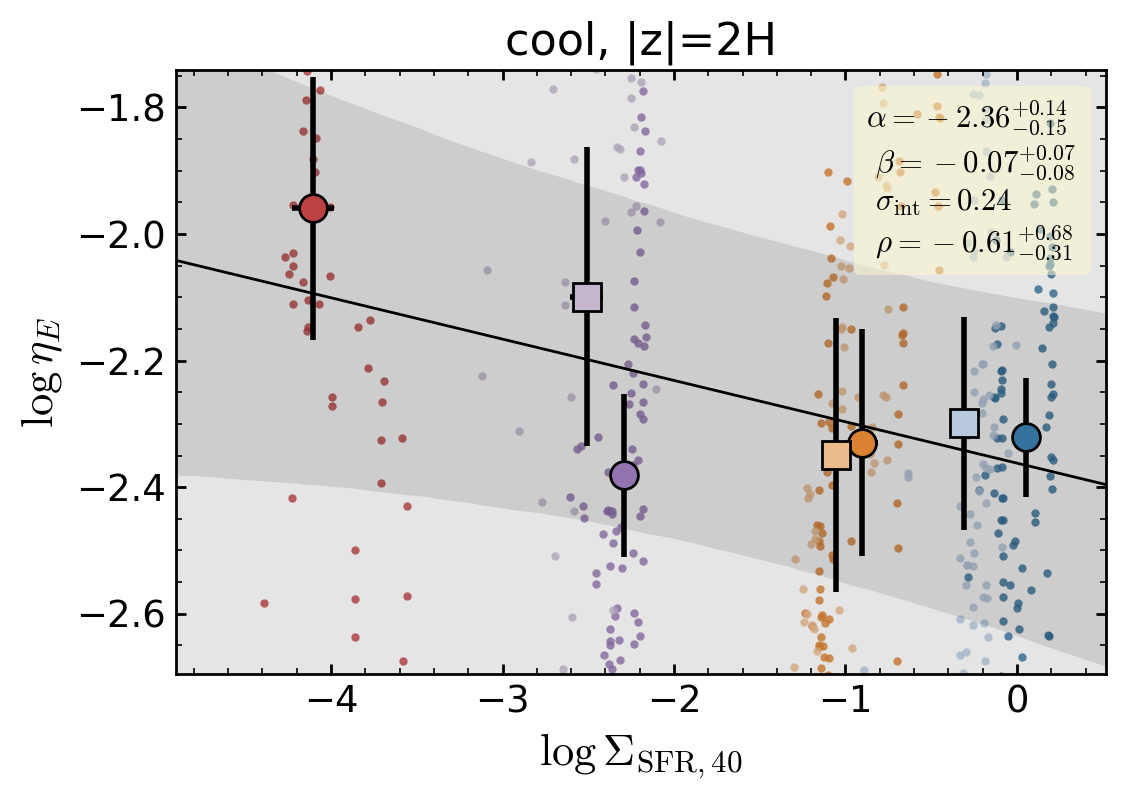 cool, |z|=2H
−1.8
α = − 2.36 +0.14 −0.15
β = − 0.07 +0.07 −0.08
σint = 0.24
ρ = − 0.61 +0.68 −0.31
−2.0
−2.2
−2.4
−2.6
log ηE
−4 −3 −2 −1 0
log ΣSFR, 40